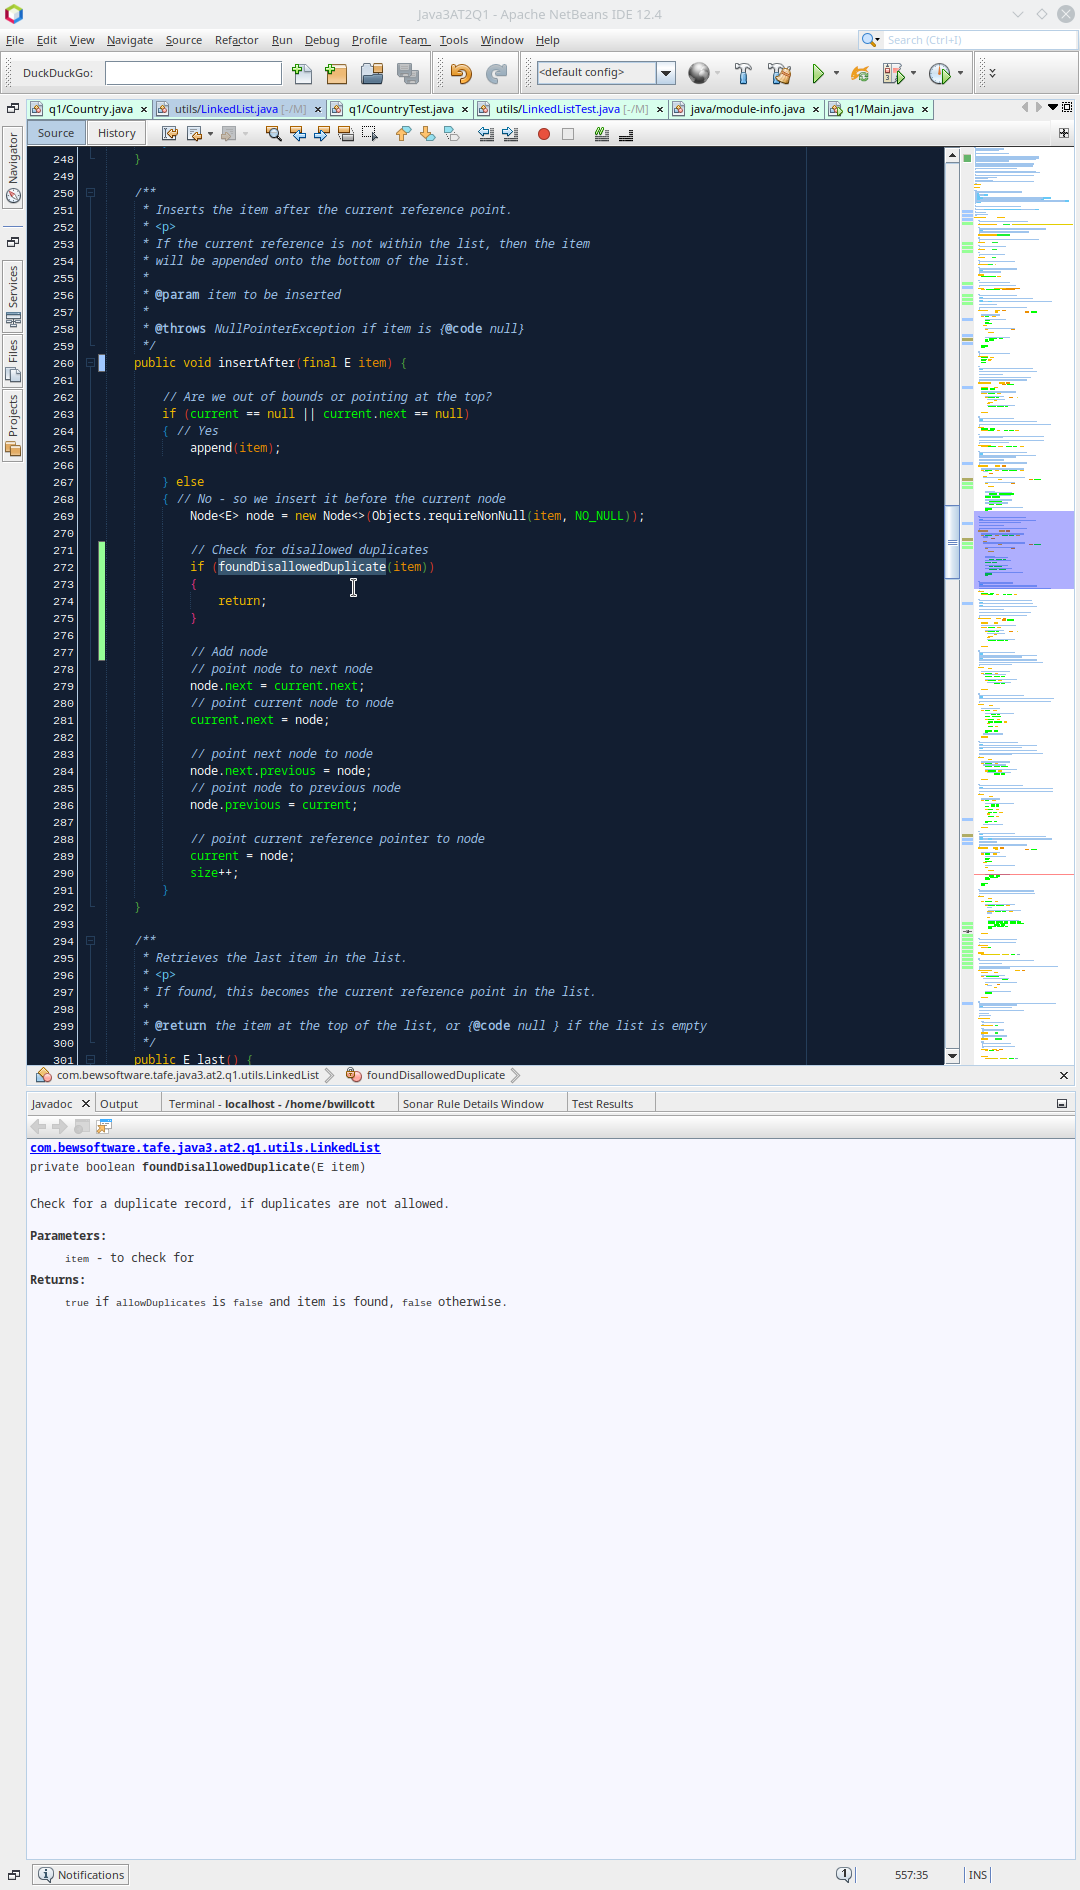 Java3AT2Q1 - Apache NetBeans IDE 12.4
File Edit View Navigate Source Refactor Run Debug Profile Team Tools Window Help
Search (Ctrl+I)
DuckDuckGo:
<default config>
q1/Country.java utils/LinkedList.java [-/M] q1/CountryTest.java utils/LinkedListTest.java [-/M] java/module-info.java q1/Main.java
Source History
Navigator
Services
Files
Projects
248 }
249
250 /**
251 * Inserts the item after the current reference point.
252 * <p>
253 * If the current reference is not within the list, then the item
254 * will be appended onto the bottom of the list.
255 *
256 * @param item to be inserted
257 *
258 * @throws NullPointerException if item is {@code null}
259 */
260 public void insertAfter(final E item) {
261
262 // Are we out of bounds or pointing at the top?
263 if (current == null || current.next == null)
264 { // Yes
265 append(item);
266
267 } else
268 { // No - so we insert it before the current node
269 Node<E> node = new Node<>(Objects.requireNonNull(item, NO_NULL));
270
271 // Check for disallowed duplicates
272 if (foundDisallowedDuplicate(item))
273 {
274 return;
275 }
276
277 // Add node
278 // point node to next node
279 node.next = current.next;
280 // point current node to node
281 current.next = node;
282
283 // point next node to node
284 node.next.previous = node;
285 // point node to previous node
286 node.previous = current;
287
288 // point current reference pointer to node
289 current = node;
290 size++;
291 }
292 }
293
294 /**
295 * Retrieves the last item in the list.
296 * <p>
297 * If found, this becomes the current reference point in the list.
298 *
299 * @return the item at the top of the list, or {@code null } if the list is empty
300 */
301 public E last() {
com.bewsoftware.tafe.java3.at2.q1.utils.LinkedList foundDisallowedDuplicate
Javadoc Output Terminal - localhost - /home/bwillcott Sonar Rule Details Window Test Results
com.bewsoftware.tafe.java3.at2.q1.utils.LinkedList
private boolean foundDisallowedDuplicate(E item)
Check for a duplicate record, if duplicates are not allowed.
Parameters:
item - to check for
Returns:
true if allowDuplicates is false and item is found, false otherwise.
Notifications 557:35 INS